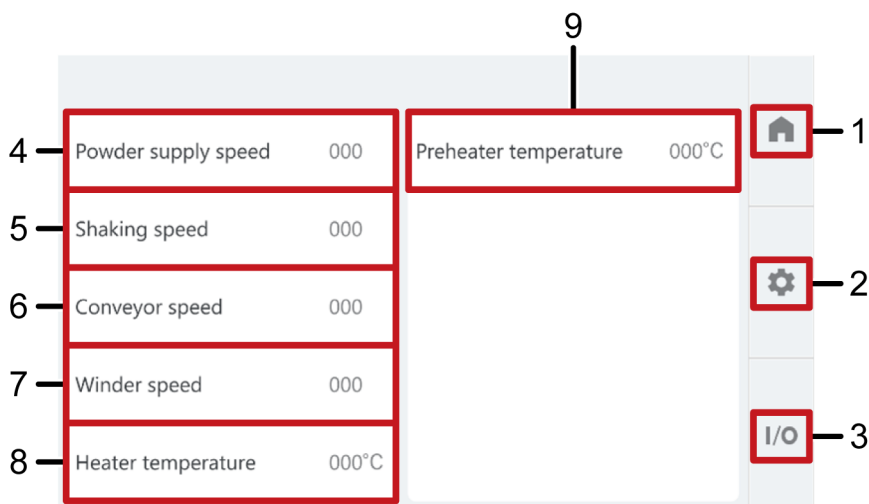 9
4 Powder supply speed 000 Preheater temperature 000°C 1
5 Shaking speed 000
6 Conveyor speed 000 2
7 Winder speed 000
8 Heater temperature 000°C I/O 3